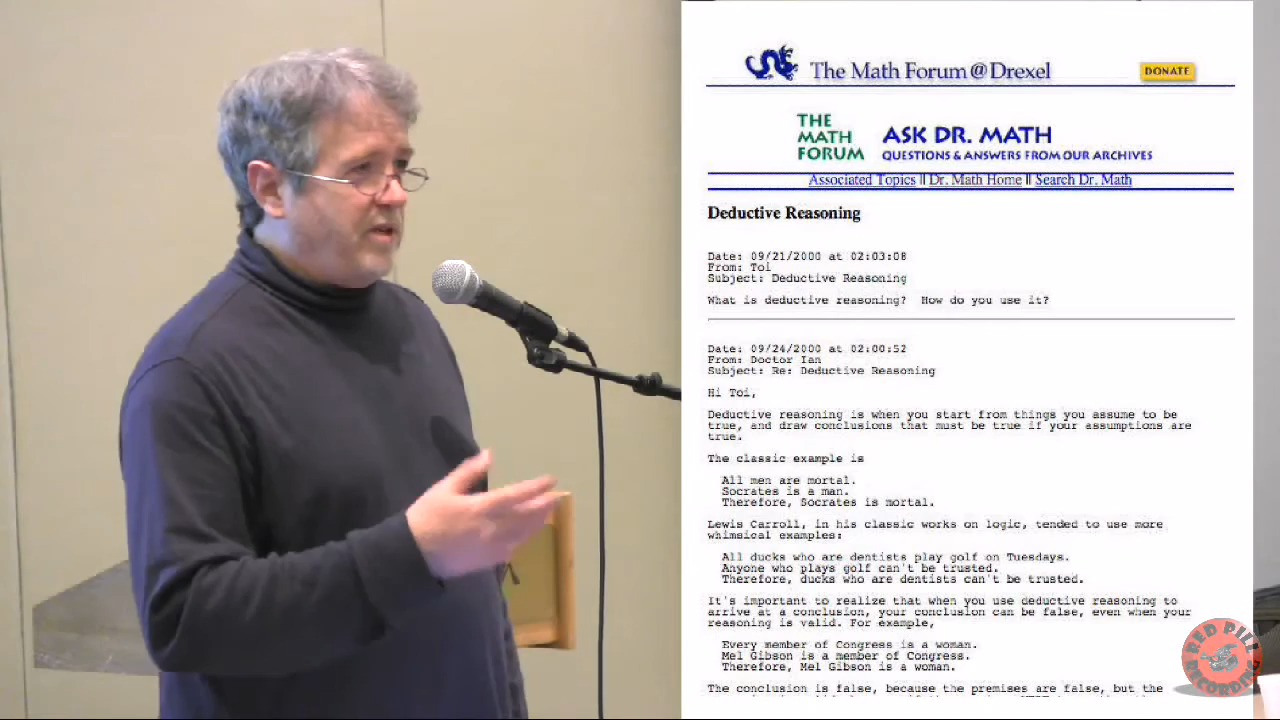 The Math Forum @ Drexel
DONATE
THE
MATH
FORUM
ASK DR. MATH
QUESTIONS & ANSWERS FROM OUR ARCHIVES
Associated Topics || Dr. Math Home || Search Dr. Math
Deductive Reasoning
Date: 09/21/2000 at 02:03:08
From: Toi
Subject: Deductive Reasoning
What is deductive reasoning?  How do you use it?
Date: 09/24/2000 at 02:00:52
From: Doctor Ian
Subject: Re: Deductive Reasoning
Hi Toi,
Deductive reasoning is when you start from things you assume to be
true, and draw conclusions that must be true if your assumptions are
true.
The classic example is
All men are mortal.
Socrates is a man.
Therefore, Socrates is mortal.
Lewis Carroll, in his classic works on logic, tended to use more
whimsical examples:
All ducks who are dentists play golf on Tuesdays.
Anyone who plays golf can't be trusted.
Therefore, ducks who are dentists can't be trusted.
It's important to realize that when you use deductive reasoning to
arrive at a conclusion, your conclusion can be false, even when your
reasoning is valid. For example,
Every member of Congress is a woman.
Mel Gibson is a member of Congress.
Therefore, Mel Gibson is a woman.
The conclusion is false, because the premises are false, but the
RED PILL
RECORDING